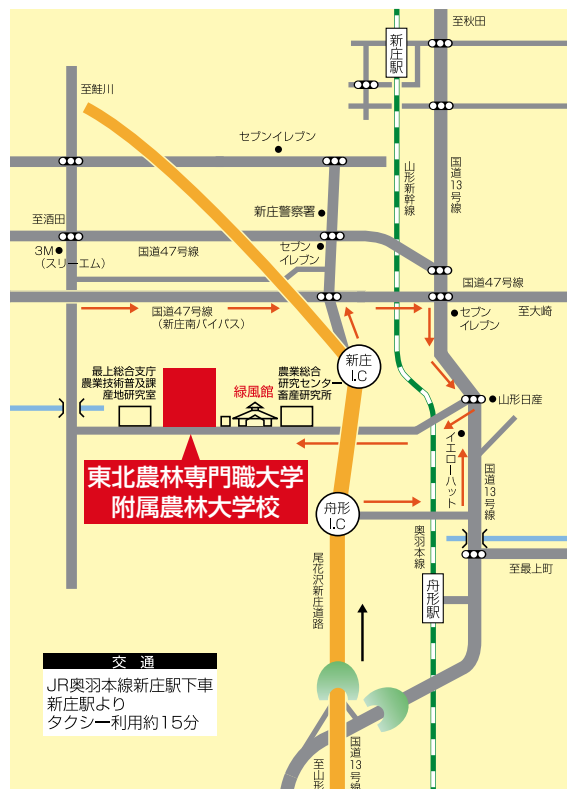 至秋田
新庄駅
至鮭川
セブンイレブン
山形新幹線
国道13号線
新庄警察署
至酒田
3M
(スリーエム)
国道47号線
セブン
イレブン
国道47号線
国道47号線
(新庄南バイパス)
至大崎
セブン
イレブン
新庄
I.C
最上総合支庁
農業技術普及課
産地研究室
緑風館
農業総合
研究センター
畜産研究所
山形日産
イエローハット
東北農林専門職大学
附属農林大学校
国道13号線
舟形
I.C
奥羽本線
尾花沢新庄道路
至最上町
舟形駅
交通
JR奥羽本線新庄駅下車
新庄駅より
タクシー利用約15分
国道13号線
至山形